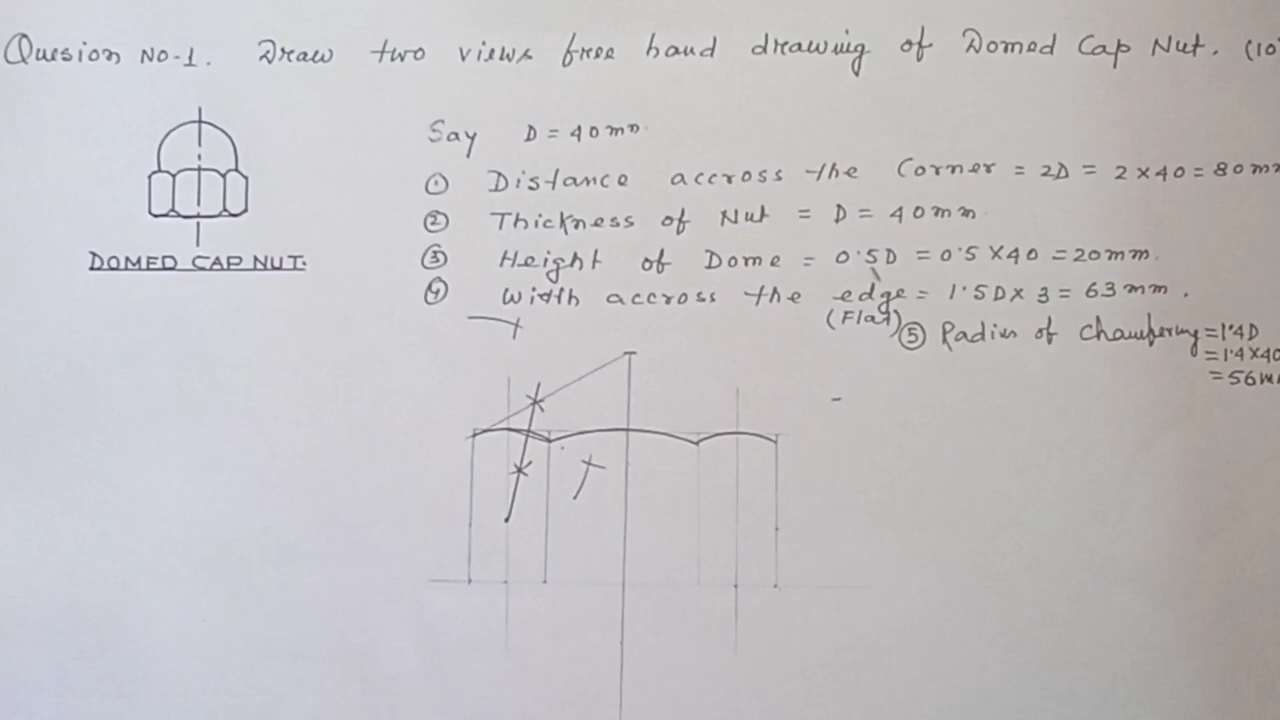 Quesion No-1. Draw two views free hand drawing of Domed Cap Nut. (10
Say D = 40mm.
① Distance accross the Corner = 2D = 2 × 40 = 80mm
② Thickness of Nut = D = 40mm
③ Height of Dome = 0.5D = 0.5 × 40 = 20mm.
④ Width accross the edge = 1.5D × 3 = 63mm.
(Flat)
⑤ Radius of Chamfering = 1.4D
= 1.4 × 40
= 56m
DOMED CAP NUT.